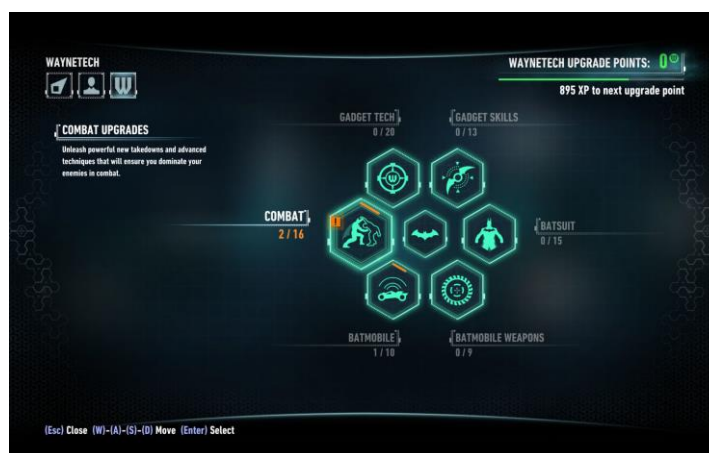 WAYNETECH
WAYNETECH UPGRADE POINTS: 0
895 XP to next upgrade point
W
COMBAT UPGRADES
Unleash powerful new takedowns and advanced
techniques that will ensure you dominate your
enemies in combat.
GADGET TECH
0 / 20
GADGET SKILLS
0 / 13
W
COMBAT
2 / 16
!
BATSUIT
0 / 15
BATMOBILE
1 / 10
BATMOBILE WEAPONS
0 / 9
(Esc) Close (W)-(A)-(S)-(D) Move (Enter) Select